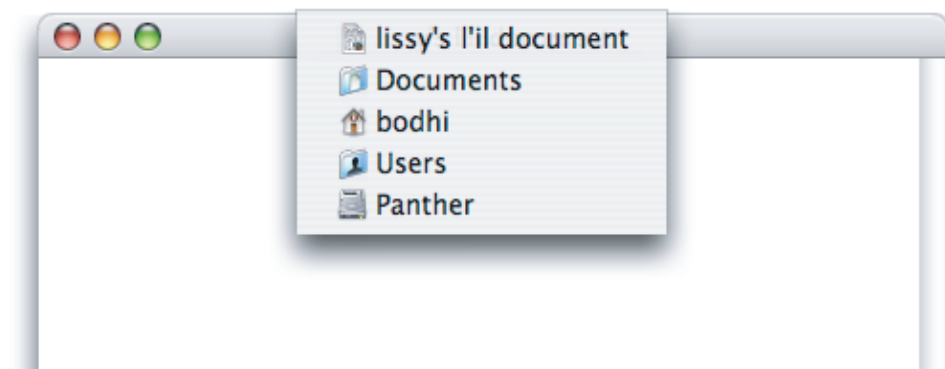 lissy's l'il document
Documents
bodhi
Users
Panther